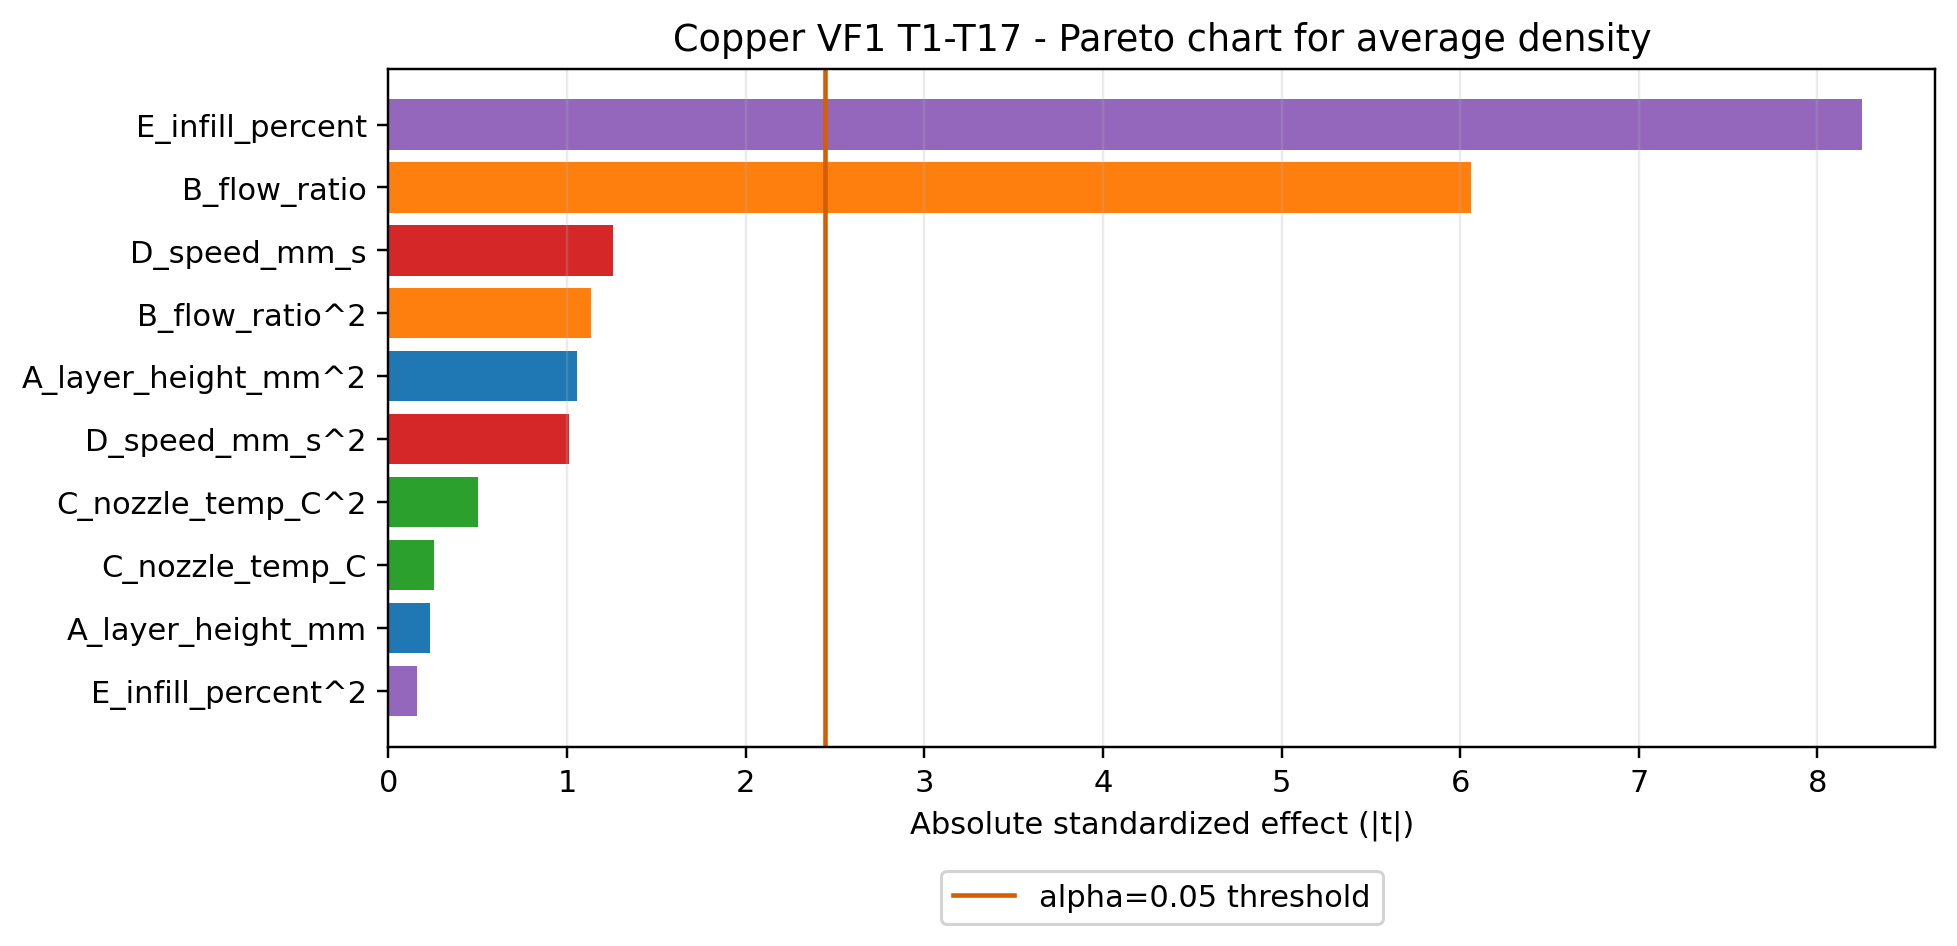 Copper VF1 T1-T17 - Pareto chart for average density
E_infill_percent
B_flow_ratio
D_speed_mm_s
B_flow_ratio^2
A_layer_height_mm^2
D_speed_mm_s^2
C_nozzle_temp_C^2
C_nozzle_temp_C
A_layer_height_mm
E_infill_percent^2
0 1 2 3 4 5 6 7 8
Absolute standardized effect (|t|)
alpha=0.05 threshold